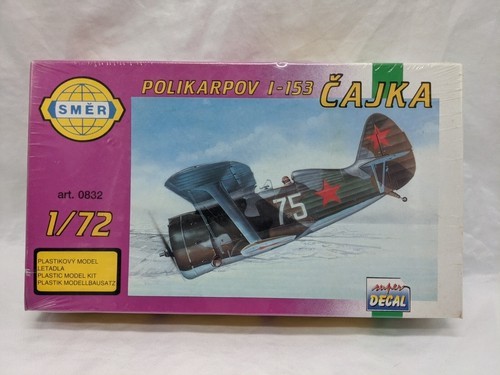 SMĚR
POLIKARPOV I-153 ČAJKA
art. 0832
1/72
PLASTIKOVÝ MODEL
LETADLA
PLASTIC MODEL KIT
PLASTIK MODELLBAUSATZ
75
super
DECAL